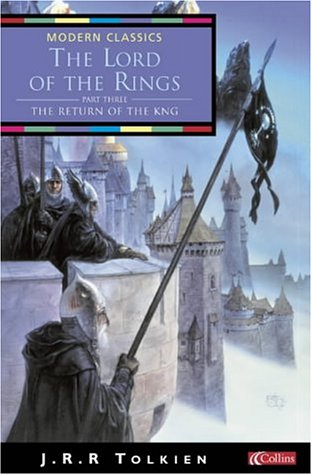 MODERN CLASSICS
THE LORD
OF THE RINGS
PART THREE
THE RETURN OF THE KNG
J.R.R TOLKIEN
Collins